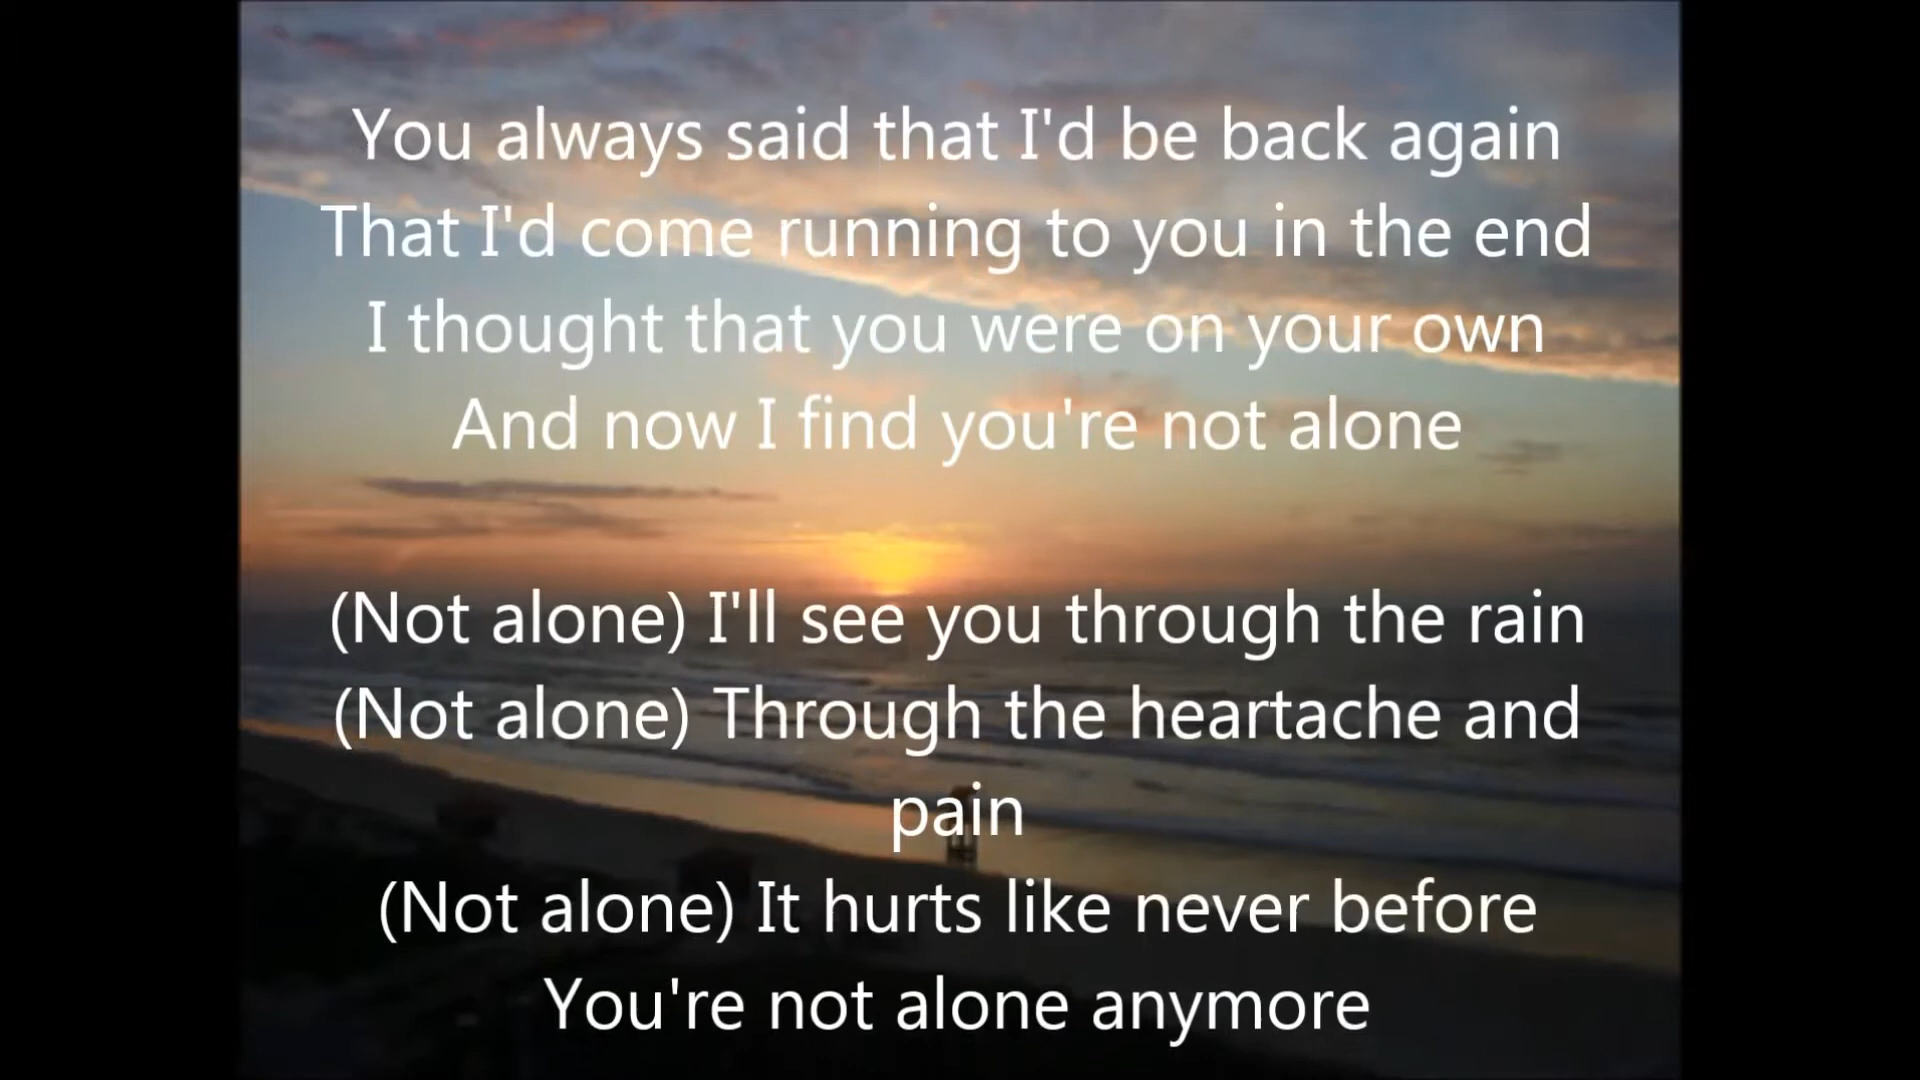 You always said that I'd be back again
That I'd come running to you in the end
I thought that you were on your own
And now I find you're not alone
(Not alone) I'll see you through the rain
(Not alone) Through the heartache and
pain
(Not alone) It hurts like never before
You're not alone anymore